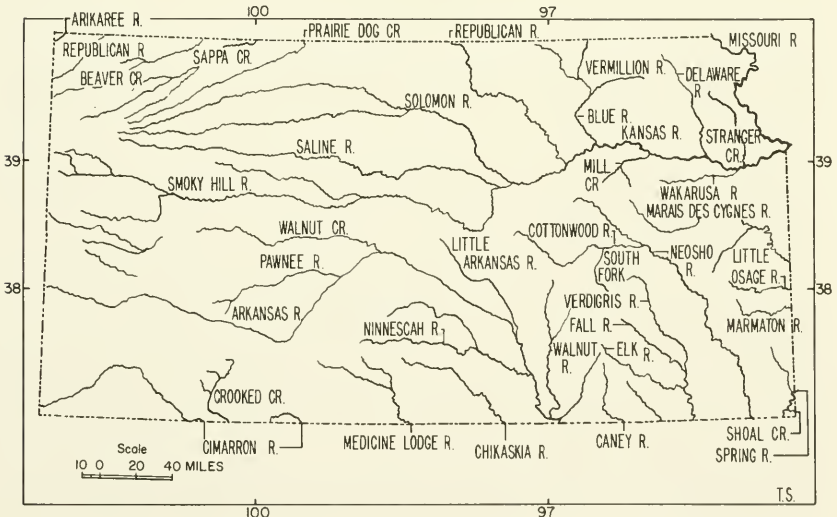 100
97
ARIKAREE R.
PRAIRIE DOG CR.
REPUBLICAN R.
MISSOURI R
REPUBLICAN R.
SAPPA CR.
BEAVER CR.
VERMILLION R.
DELAWARE
R
SOLOMON R.
BLUE R.
KANSAS R.
STRANGER
CR.
SALINE R.
39
39
MILL
CR
SMOKY HILL R.
WAKARUSA R
MARAIS DES CYGNES R.
WALNUT CR.
COTTONWOOD R.
LITTLE
ARKANSAS R.
NEOSHO
R.
LITTLE
OSAGE R.
PAWNEE R.
SOUTH
FORK
38
38
ARKANSAS R.
VERDIGRIS R.
NINNESCAH R.
FALL R.
MARMATON R.
WALNUT
R.
ELK R.
CROOKED CR.
CIMARRON R.
MEDICINE LODGE R.
CHIKASKIA R.
CANEY R.
SHOAL CR.
SPRING R.
Scale
10 0 20 40 MILES
T.S.
100
97